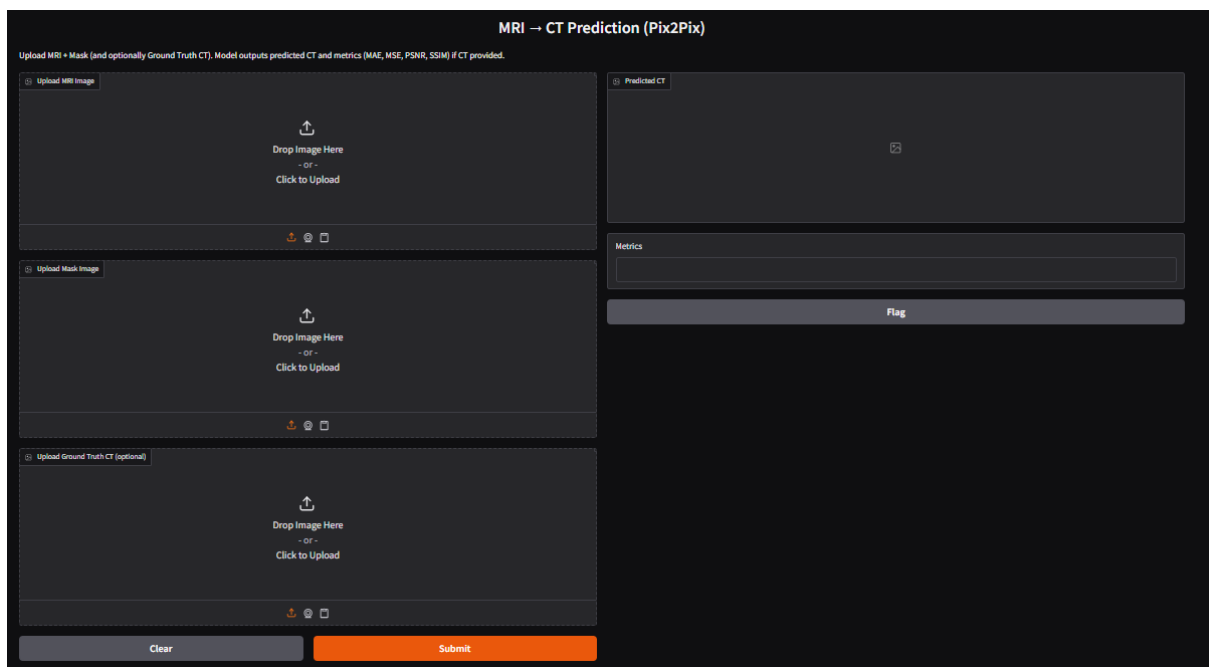 MRI → CT Prediction (Pix2Pix)
Upload MRI + Mask (and optionally Ground Truth CT). Model outputs predicted CT and metrics (MAE, MSE, PSNR, SSIM) if CT provided.
Upload MRI Image
Drop Image Here
- or -
Click to Upload
Upload Mask Image
Drop Image Here
- or -
Click to Upload
Upload Ground Truth CT (optional)
Drop Image Here
- or -
Click to Upload
Clear
Submit
Predicted CT
Metrics
Flag